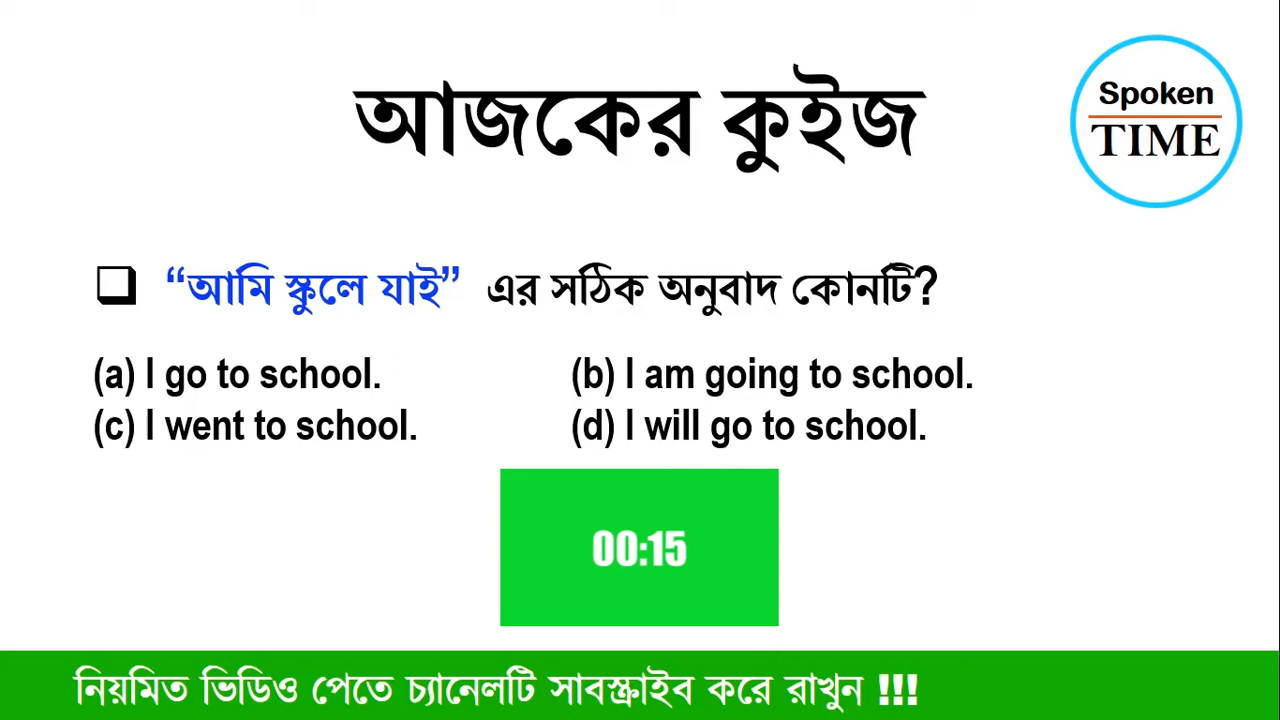 আজকের কুইজ
Spoken
TIME
“আমি স্কুলে যাই” এর সঠিক অনুবাদ কোনটি?
(a) I go to school. (b) I am going to school.
(c) I went to school. (d) I will go to school.
00:15
নিয়মিত ভিডিও পেতে চ্যানেলটি সাবস্ক্রাইব করে রাখুন !!!